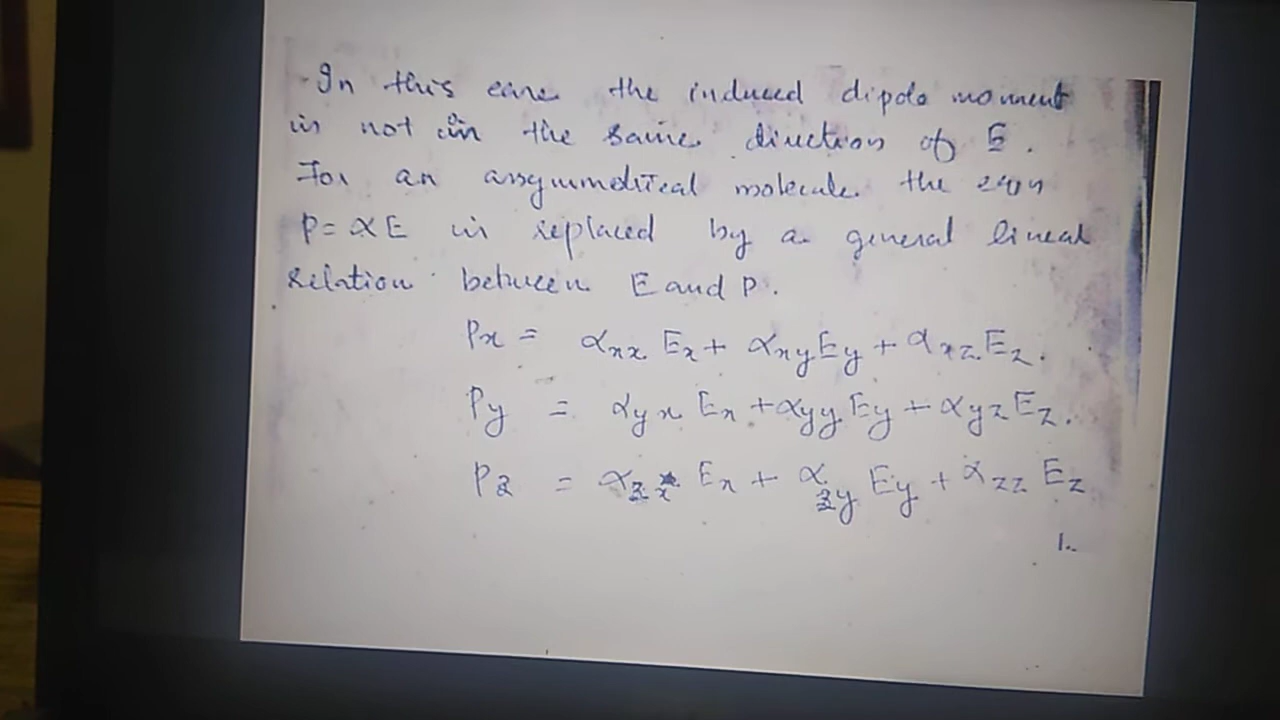 In this case the induced dipole moment
is not in the same direction of E.
For an assymmetrical molecule the eqn
P = αE is replaced by a general lineal
relation between E and P.
Px = αxx Ex + αxy Ey + αxz Ez.
Py = αyx Ex + αyy Ey + αyz Ez.
Pz = αzx Ex + αzy Ey + αzz Ez
1..